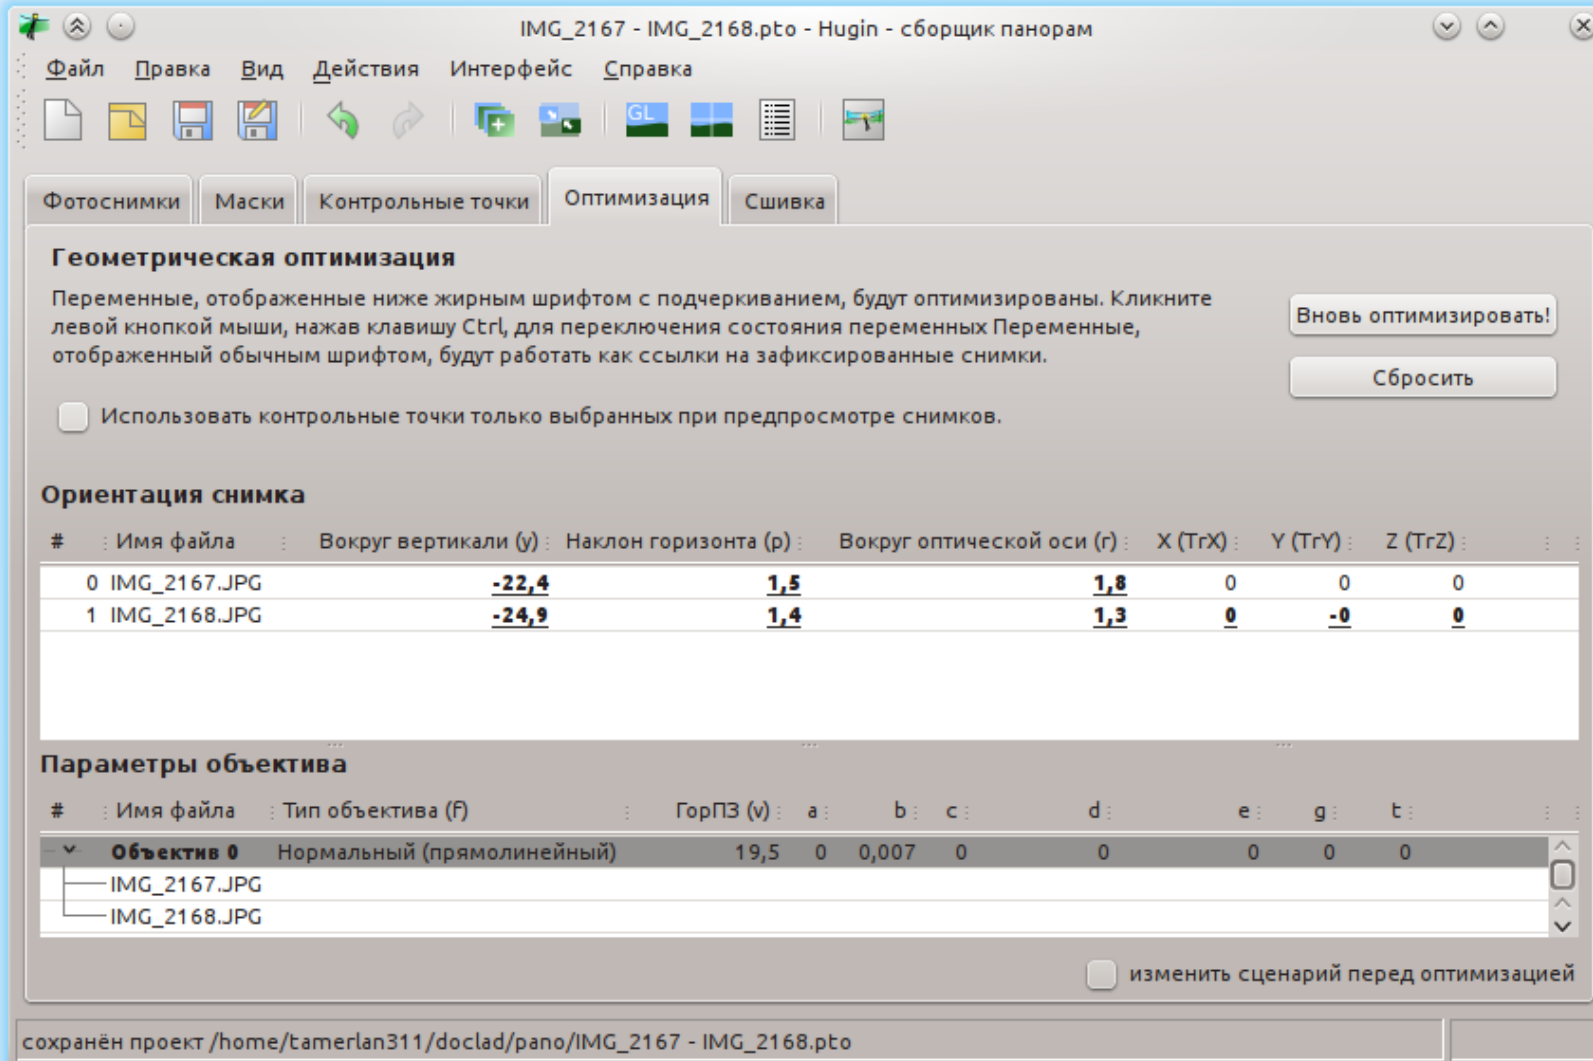 IMG_2167 - IMG_2168.pto - Hugin - сборщик панорам
Файл Правка Вид Действия Интерфейс Справка
GL
Фотоснимки Маски Контрольные точки Оптимизация Сшивка
Геометрическая оптимизация
Переменные, отображенные ниже жирным шрифтом с подчеркиванием, будут оптимизированы. Кликните
левой кнопкой мыши, нажав клавишу Ctrl, для переключения состояния переменных Переменные,
отображенный обычным шрифтом, будут работать как ссылки на зафиксированные снимки.
Вновь оптимизировать!
Сбросить
Использовать контрольные точки только выбранных при предпросмотре снимков.
Ориентация снимка
# Имя файла Вокруг вертикали (y) Наклон горизонта (p) Вокруг оптической оси (r) X (TrX) Y (TrY) Z (TrZ)
0 IMG_2167.JPG -22,4 1,5 1,8 0 0 0
1 IMG_2168.JPG -24,9 1,4 1,3 0 -0 0
Параметры объектива
# Имя файла Тип объектива (f) ГорПЗ (v) a b c d e g t
Объектив 0 Нормальный (прямолинейный) 19,5 0 0,007 0 0 0 0 0
IMG_2167.JPG
IMG_2168.JPG
изменить сценарий перед оптимизацией
сохранён проект /home/tamerlan311/doclad/pano/IMG_2167 - IMG_2168.pto